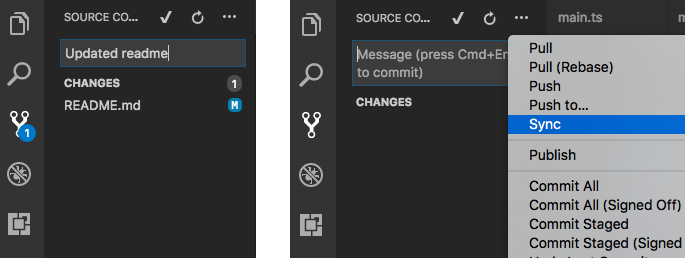 SOURCE CO...
Updated readme
CHANGES 1
README.md M
1
SOURCE CO...
main.ts
Message (press Cmd+En
to commit)
CHANGES
Pull
Pull (Rebase)
Push
Push to...
Sync
Publish
Commit All
Commit All (Signed Off)
Commit Staged
Commit Staged (Signed